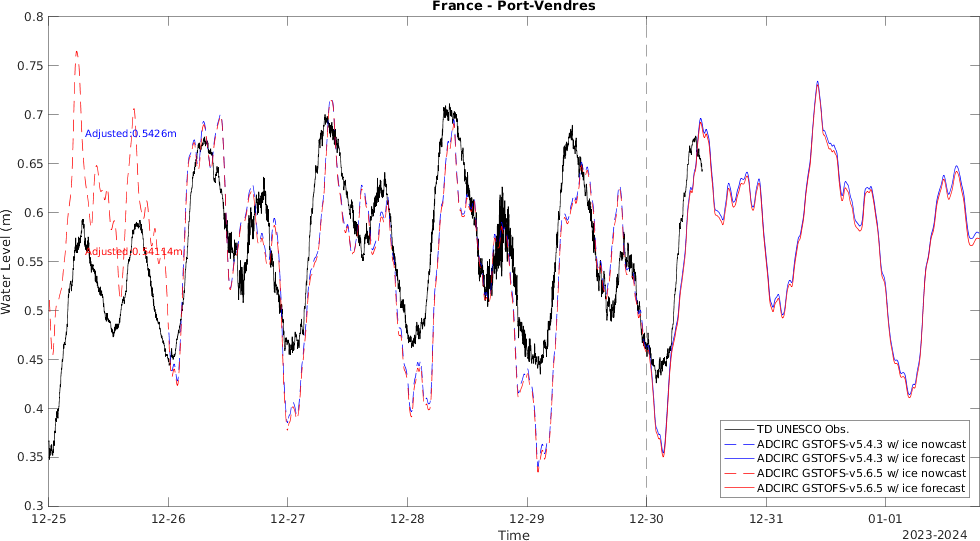 France - Port-Vendres
0.8
0.75
0.7
0.65
0.6
0.55
0.5
0.45
0.4
0.35
0.3
Water Level (m)
Adjusted:0.5426m
Adjusted:0.54114m
TD UNESCO Obs.
ADCIRC GSTOFS-v5.4.3 w/ ice nowcast
ADCIRC GSTOFS-v5.4.3 w/ ice forecast
ADCIRC GSTOFS-v5.6.5 w/ ice nowcast
ADCIRC GSTOFS-v5.6.5 w/ ice forecast
12-25 12-26 12-27 12-28 12-29 12-30 12-31 01-01
Time
2023-2024